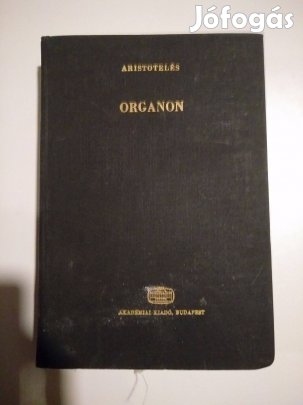 Jófogás
ARISTOTELÉS
ORGANON
AKADÉMIAI KIADÓ, BUDAPEST